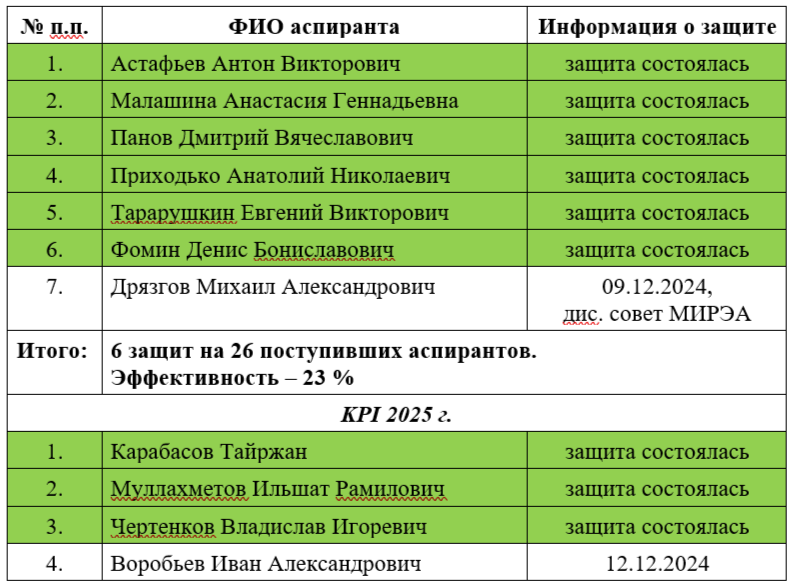 № п.п. ФИО аспиранта Информация о защите
1. Астафьев Антон Викторович защита состоялась
2. Малашина Анастасия Геннадьевна защита состоялась
3. Панов Дмитрий Вячеславович защита состоялась
4. Приходько Анатолий Николаевич защита состоялась
5. Тарарушкин Евгений Викторович защита состоялась
6. Фомин Денис Бониславович защита состоялась
7. Дрязгов Михаил Александрович 09.12.2024,
дис. совет МИРЭА
Итого: 6 защит на 26 поступивших аспирантов.
Эффективность – 23 %
KPI 2025 г.
1. Карабасов Тайржан защита состоялась
2. Муллахметов Ильшат Рамилович защита состоялась
3. Чертенков Владислав Игоревич защита состоялась
4. Воробьев Иван Александрович 12.12.2024